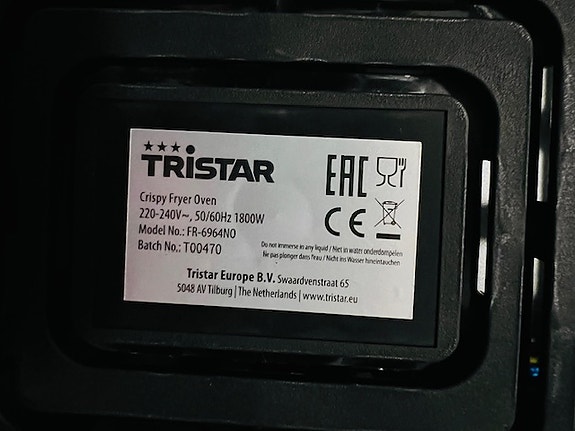 TRISTAR
Crispy Fryer Oven
220-240V~, 50/60Hz 1800W
Model No.: FR-6964NO
Batch No.: T00470
EAC
CE
Do not immerse in any liquid / Niet in water onderdompelen
Ne pas plonger dans l'eau / Nicht ins Wasser hineintauchen
Tristar Europe B.V. Swaardvenstraat 65
5048 AV Tilburg | The Netherlands | www.tristar.eu